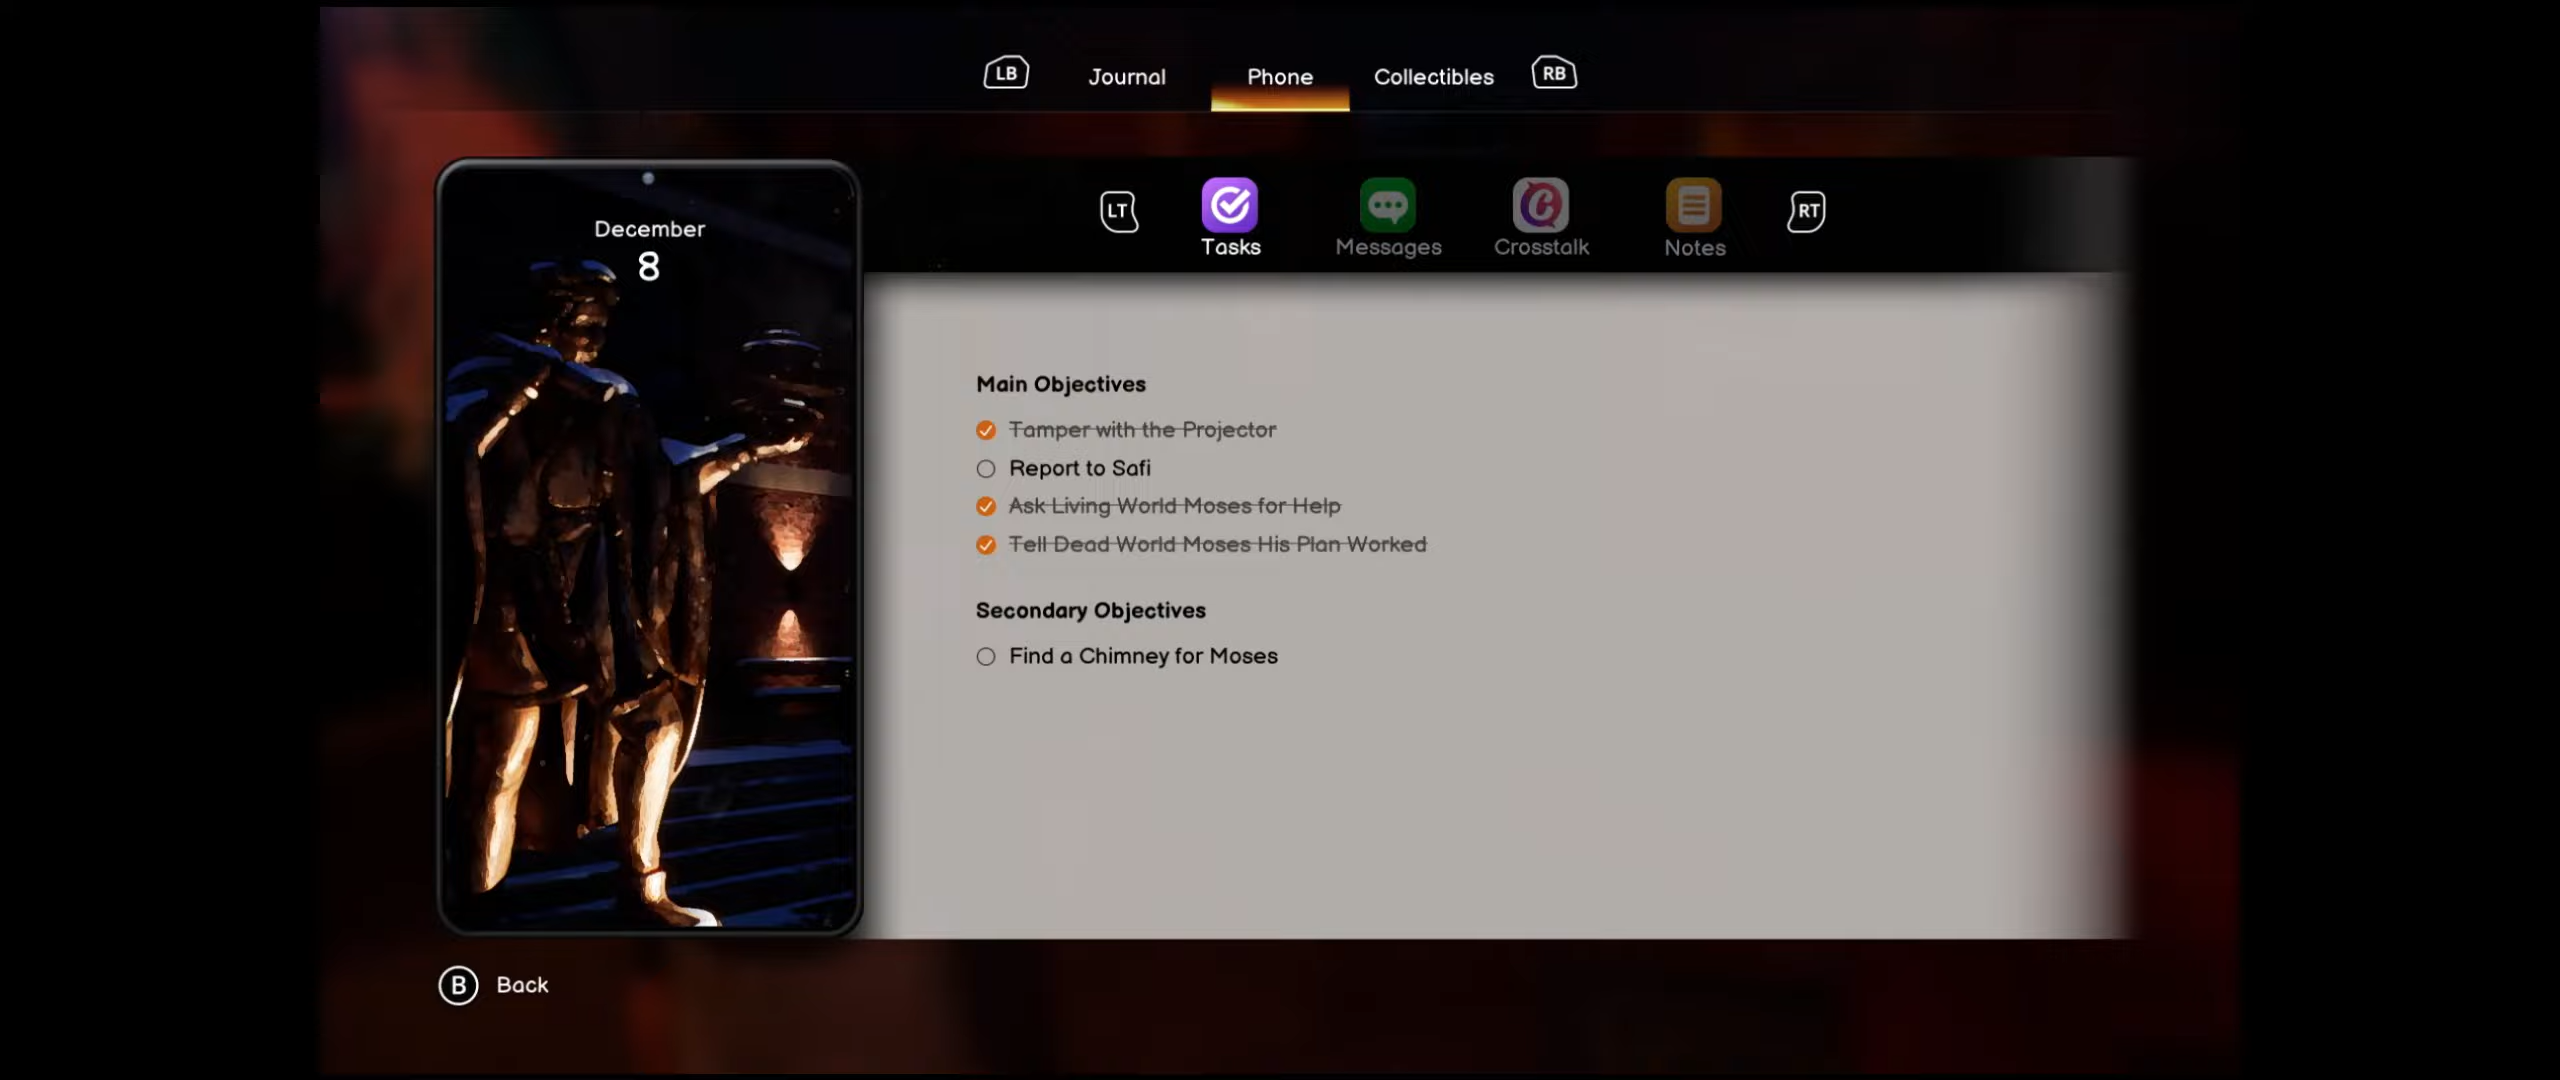 LB Journal Phone Collectibles RB
December
8
LT Tasks Messages Crosstalk Notes RT
Main Objectives
Tamper with the Projector
Report to Safi
Ask Living World Moses for Help
Tell Dead World Moses His Plan Worked
Secondary Objectives
Find a Chimney for Moses
B Back